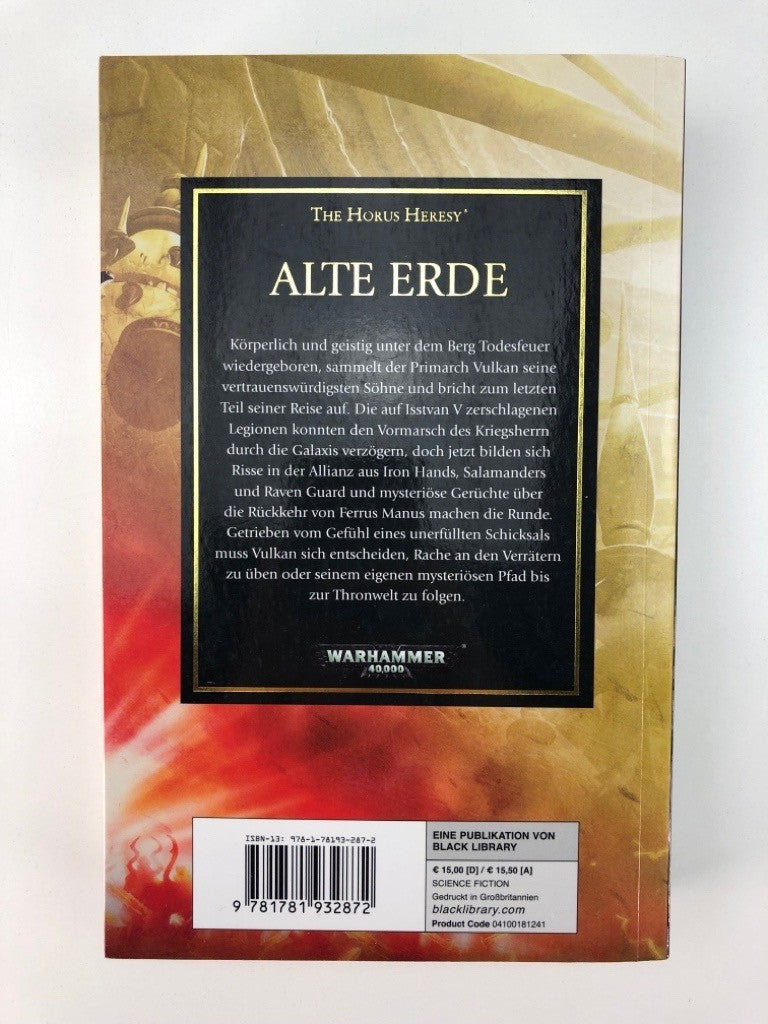 THE HORUS HERESY®
ALTE ERDE
Körperlich und geistig unter dem Berg Todesfeuer
wiedergeboren, sammelt der Primarch Vulkan seine
vertrauenswürdigsten Söhne und bricht zum letzten
Teil seiner Reise auf. Die auf Isstvan V zerschlagenen
Legionen konnten den Vormarsch des Kriegsherrn
durch die Galaxis verzögern, doch jetzt bilden sich
Risse in der Allianz aus Iron Hands, Salamanders
und Raven Guard und mysteriöse Gerüchte über
die Rückkehr von Ferrus Manus machen die Runde.
Getrieben vom Gefühl eines unerfüllten Schicksals
muss Vulkan sich entscheiden, Rache an den Verrätern
zu üben oder seinem eigenen mysteriösen Pfad bis
zur Thronwelt zu folgen.
WARHAMMER®
40,000
ISBN-13: 978-1-78193-287-2
9 781781 932872
EINE PUBLIKATION VON
BLACK LIBRARY
€ 15,00 [D] / € 15,50 [A]
SCIENCE FICTION
Gedruckt in Großbritannien
blacklibrary.com
Product Code 04100181241